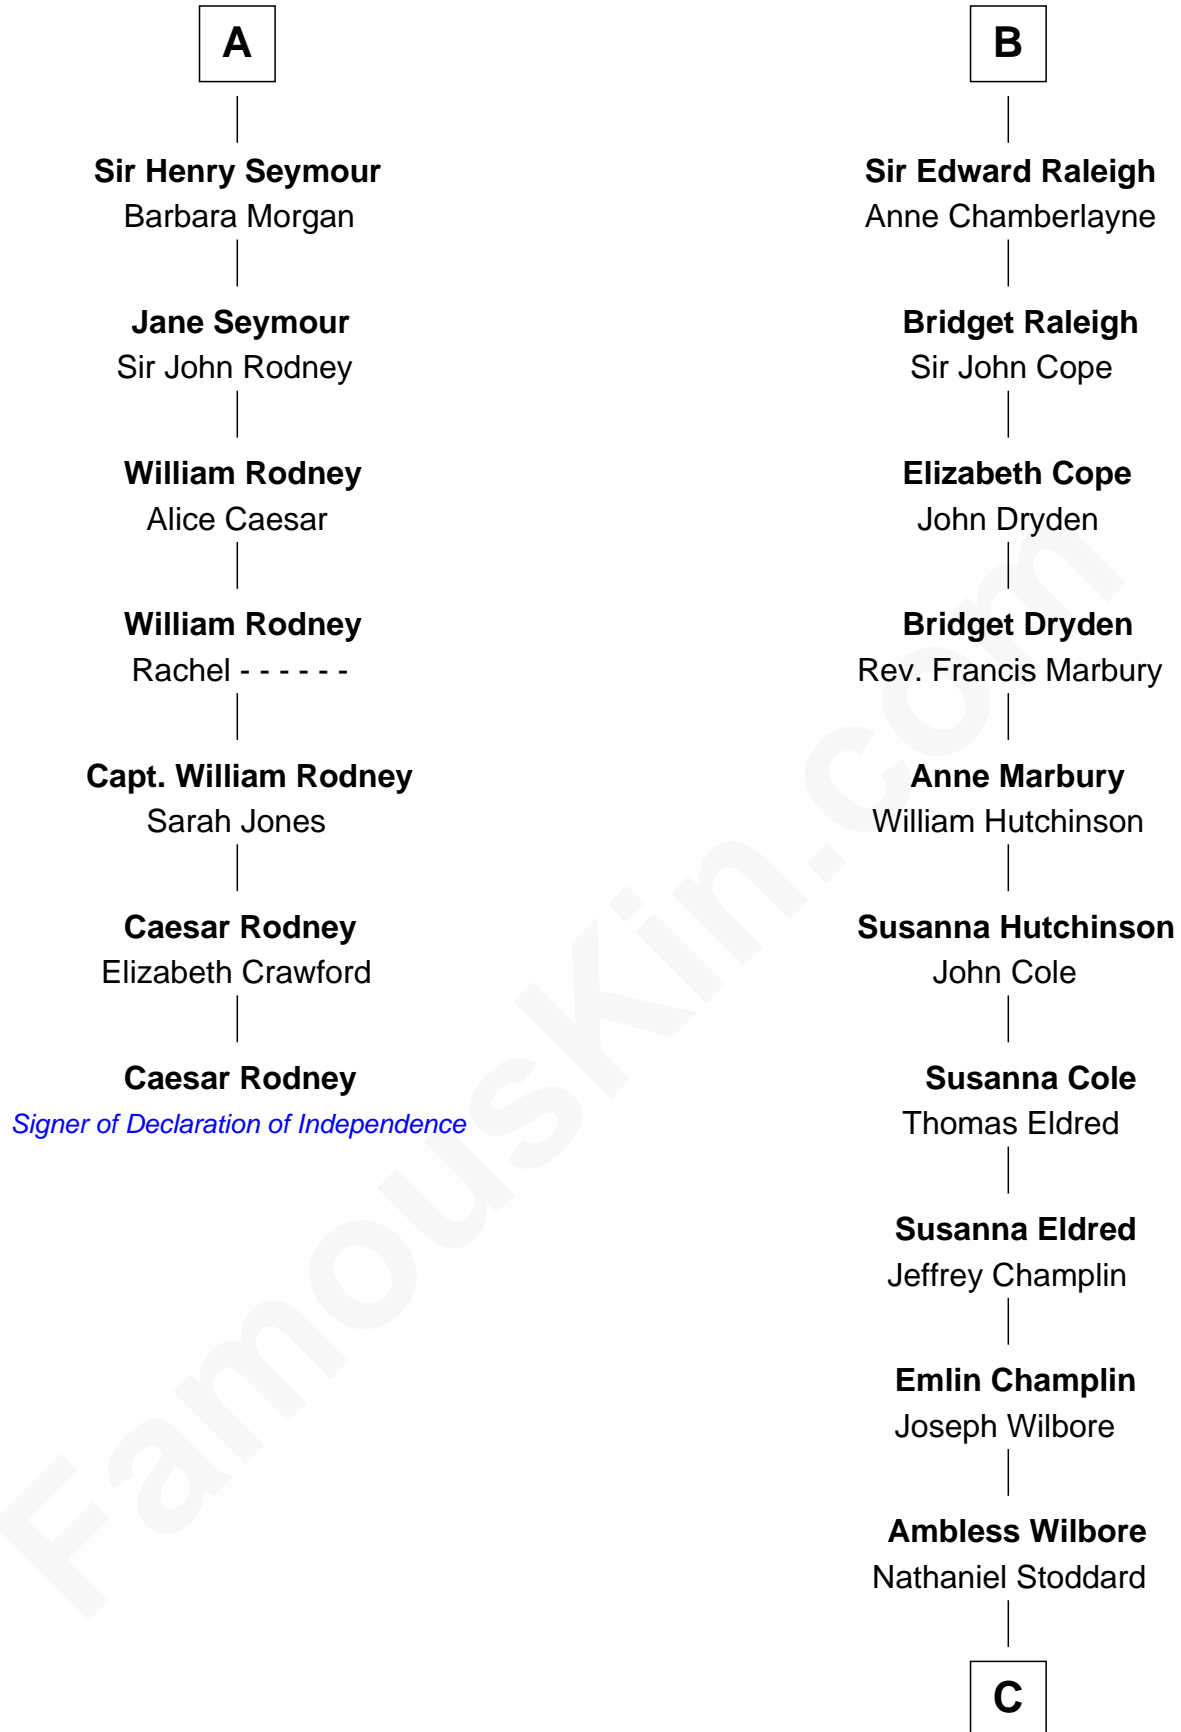 A
Sir Henry Seymour
Barbara Morgan
Jane Seymour
Sir John Rodney
William Rodney
Alice Caesar
William Rodney
Rachel - - - - - -
Capt. William Rodney
Sarah Jones
Caesar Rodney
Elizabeth Crawford
Caesar Rodney
Signer of Declaration of Independence
B
Sir Edward Raleigh
Anne Chamberlayne
Bridget Raleigh
Sir John Cope
Elizabeth Cope
John Dryden
Bridget Dryden
Rev. Francis Marbury
Anne Marbury
William Hutchinson
Susanna Hutchinson
John Cole
Susanna Cole
Thomas Eldred
Susanna Eldred
Jeffrey Champlin
Emlin Champlin
Joseph Wilbore
Ambless Wilbore
Nathaniel Stoddard
C
FamousKin.com